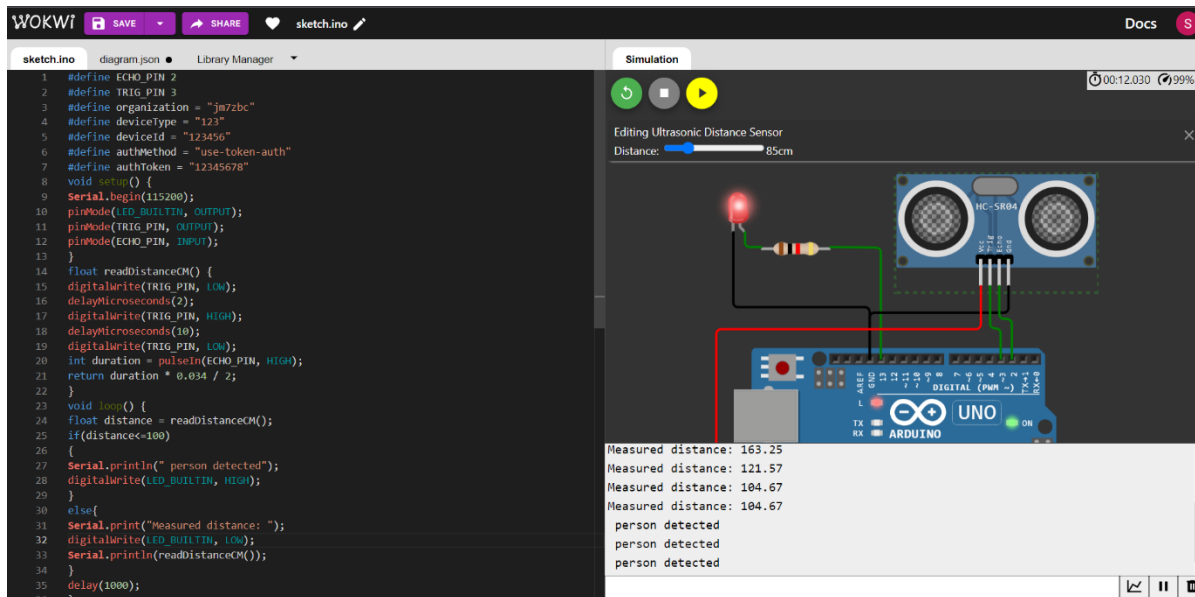 WOKWI SAVE SHARE sketch.ino Docs S
sketch.ino diagram.json Library Manager
1 #define ECHO_PIN 2
2 #define TRIG_PIN 3
3 #define organization = "jm7zbc"
4 #define deviceType = "123"
5 #define deviceId = "123456"
6 #define authMethod = "use-token-auth"
7 #define authToken = "12345678"
8 void setup() {
9 Serial.begin(115200);
10 pinMode(LED_BUILTIN, OUTPUT);
11 pinMode(TRIG_PIN, OUTPUT);
12 pinMode(ECHO_PIN, INPUT);
13 }
14 float readDistanceCM() {
15 digitalWrite(TRIG_PIN, LOW);
16 delayMicroseconds(2);
17 digitalWrite(TRIG_PIN, HIGH);
18 delayMicroseconds(10);
19 digitalWrite(TRIG_PIN, LOW);
20 int duration = pulseIn(ECHO_PIN, HIGH);
21 return duration * 0.034 / 2;
22 }
23 void loop() {
24 float distance = readDistanceCM();
25 if(distance<=100)
26 {
27 Serial.println(" person detected");
28 digitalWrite(LED_BUILTIN, HIGH);
29 }
30 else{
31 Serial.print("Measured distance: ");
32 digitalWrite(LED_BUILTIN, LOW);
33 Serial.println(readDistanceCM());
34 }
35 delay(1000);
Simulation
00:12.030 99%
Editing Ultrasonic Distance Sensor
Distance: 85cm
HC-SR04
Vcc
Trig
Echo
Gnd
AREF
GND
13
12
~11
~10
~9
8
7
~6
~5
4
~3
2
TX→1
RX←0
DIGITAL (PWM ~)
L
TX
RX
UNO
ON
ARDUINO
Measured distance: 163.25
Measured distance: 121.57
Measured distance: 104.67
Measured distance: 104.67
person detected
person detected
person detected